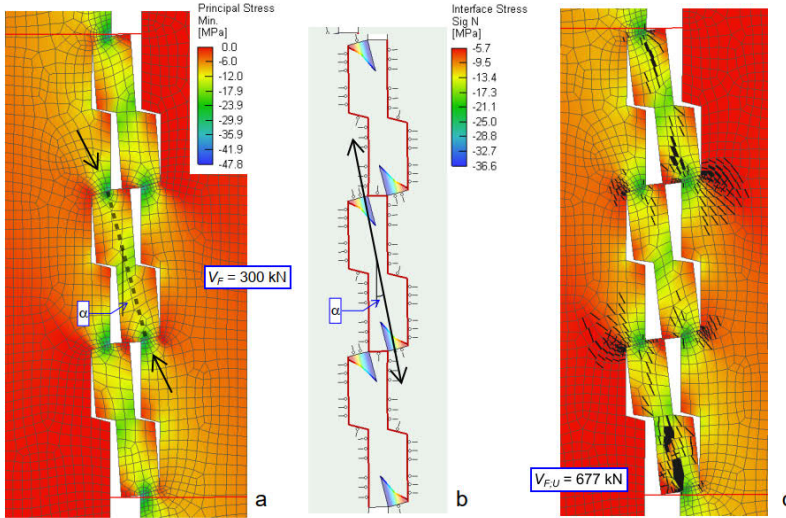 Principal Stress
Min.
[MPa]
0.0
-6.0
-12.0
-17.9
-23.9
-29.9
-35.9
-41.8
-47.8
α
V_F = 300 kN
a
α
b
Interface Stress
Sig N
[MPa]
-5.7
-9.5
-13.4
-17.3
-21.1
-25.0
-28.8
-32.7
-36.6
V_F;U = 677 kN